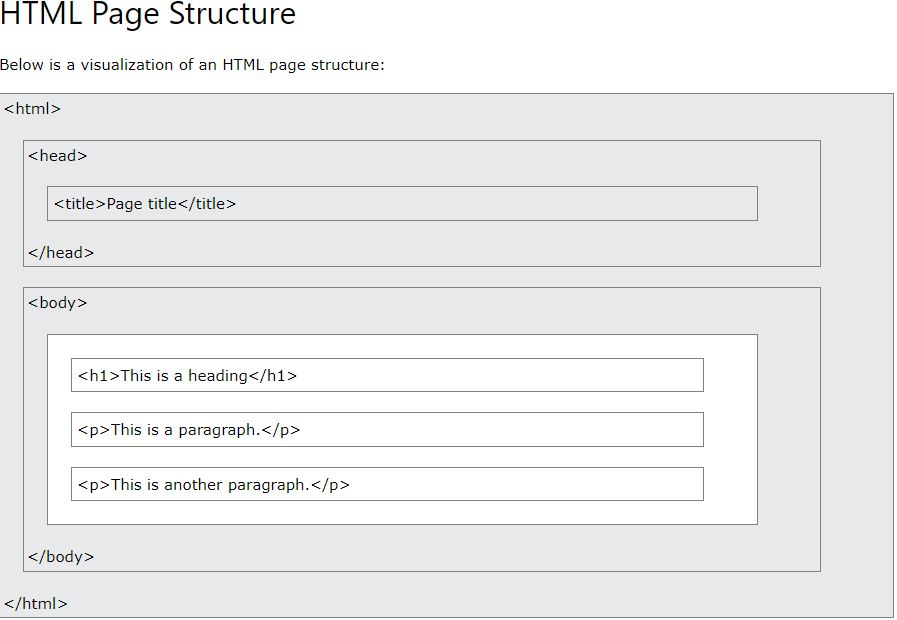 HTML Page Structure
Below is a visualization of an HTML page structure:
<html>
<head>
<title>Page title</title>
</head>
<body>
<h1>This is a heading</h1>
<p>This is a paragraph.</p>
<p>This is another paragraph.</p>
</body>
</html>